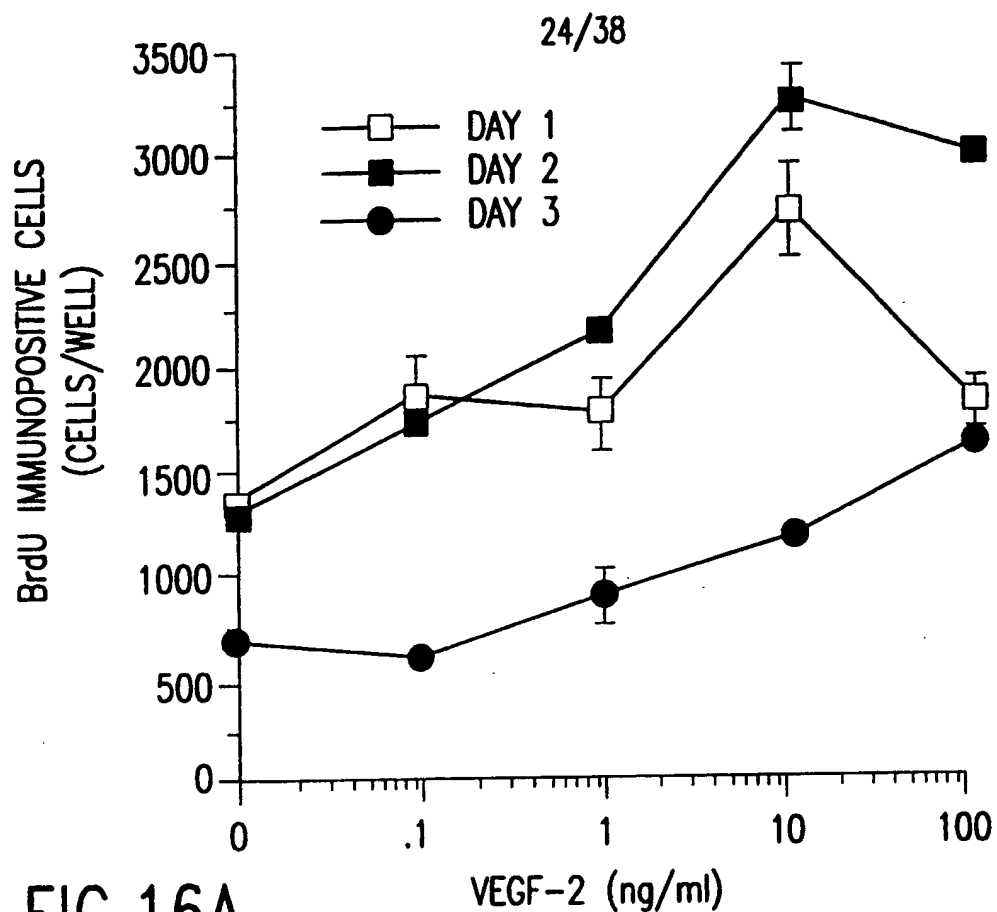 24/38
3500
3000
2500
2000
1500
1000
500
0
BrdU IMMUNOPOSITIVE CELLS
(CELLS/WELL)
DAY 1
DAY 2
DAY 3
0 .1 1 10 100
VEGF-2 (ng/ml)
FIG.16A